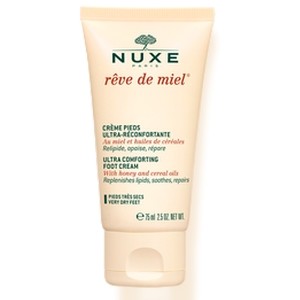 NUXE
PARIS
rêve de miel®
CRÈME PIEDS
ULTRA-RÉCONFORTANTE
Au miel et huiles de céréales
Relipide, apaise, répare
ULTRA COMFORTING
FOOT CREAM
With honey and cereal oils
Replenishes lipids, soothes, repairs
PIEDS TRÈS SECS
VERY DRY FEET
℮ 75 ml 2.5 OZ. NET WT.